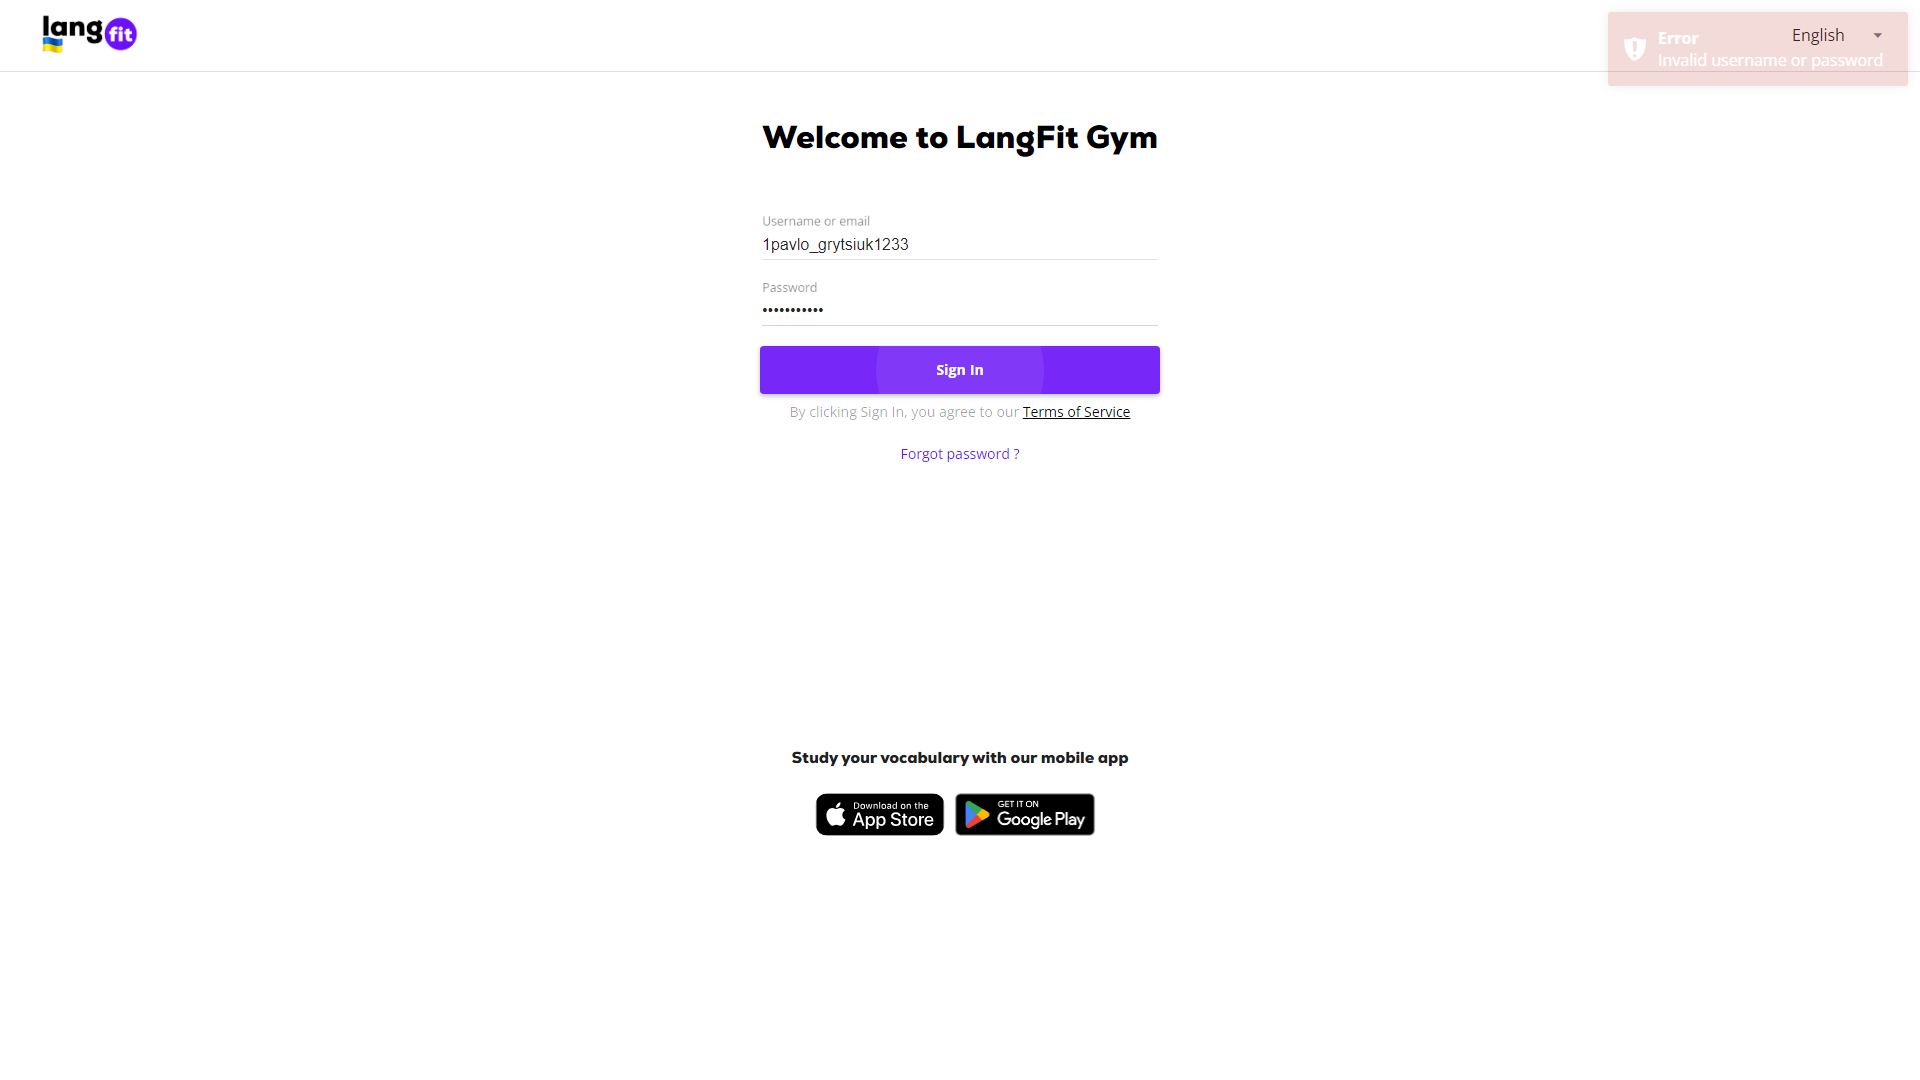 lang fit
English
Error
Invalid username or password
Welcome to LangFit Gym
Username or email
1pavlo_grytsiuk1233
Password
•••••••••••
Sign In
By clicking Sign In, you agree to our Terms of Service
Forgot password ?
Study your vocabulary with our mobile app
Download on the
App Store
GET IT ON
Google Play